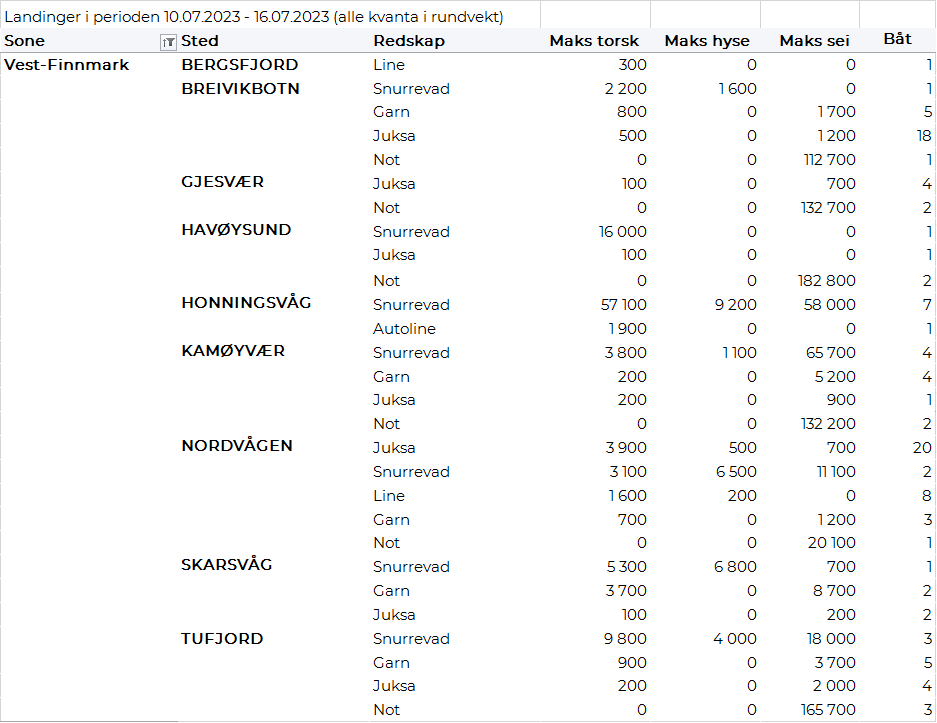 Landinger i perioden 10.07.2023 - 16.07.2023 (alle kvanta i rundvekt)
Sone Sted Redskap Maks torsk Maks hyse Maks sei Båt
Vest-Finnmark BERGSFJORD Line 300 0 0 1
BREIVIKBOTN Snurrevad 2 200 1 600 0 1
Garn 800 0 1 700 5
Juksa 500 0 1 200 18
Not 0 0 112 700 1
GJESVÆR Juksa 100 0 700 4
Not 0 0 132 700 2
HAVØYSUND Snurrevad 16 000 0 0 1
Juksa 100 0 0 1
Not 0 0 182 800 2
HONNINGSVÅG Snurrevad 57 100 9 200 58 000 7
Autoline 1 900 0 0 1
KAMØYVÆR Snurrevad 3 800 1 100 65 700 4
Garn 200 0 5 200 4
Juksa 200 0 900 1
Not 0 0 132 200 2
NORDVÅGEN Juksa 3 900 500 700 20
Snurrevad 3 100 6 500 11 100 2
Line 1 600 200 0 8
Garn 700 0 1 200 3
Not 0 0 20 100 1
SKARSVÅG Snurrevad 5 300 6 800 700 1
Garn 3 700 0 8 700 2
Juksa 100 0 200 2
TUFJORD Snurrevad 9 800 4 000 18 000 3
Garn 900 0 3 700 5
Juksa 200 0 2 000 4
Not 0 0 165 700 3